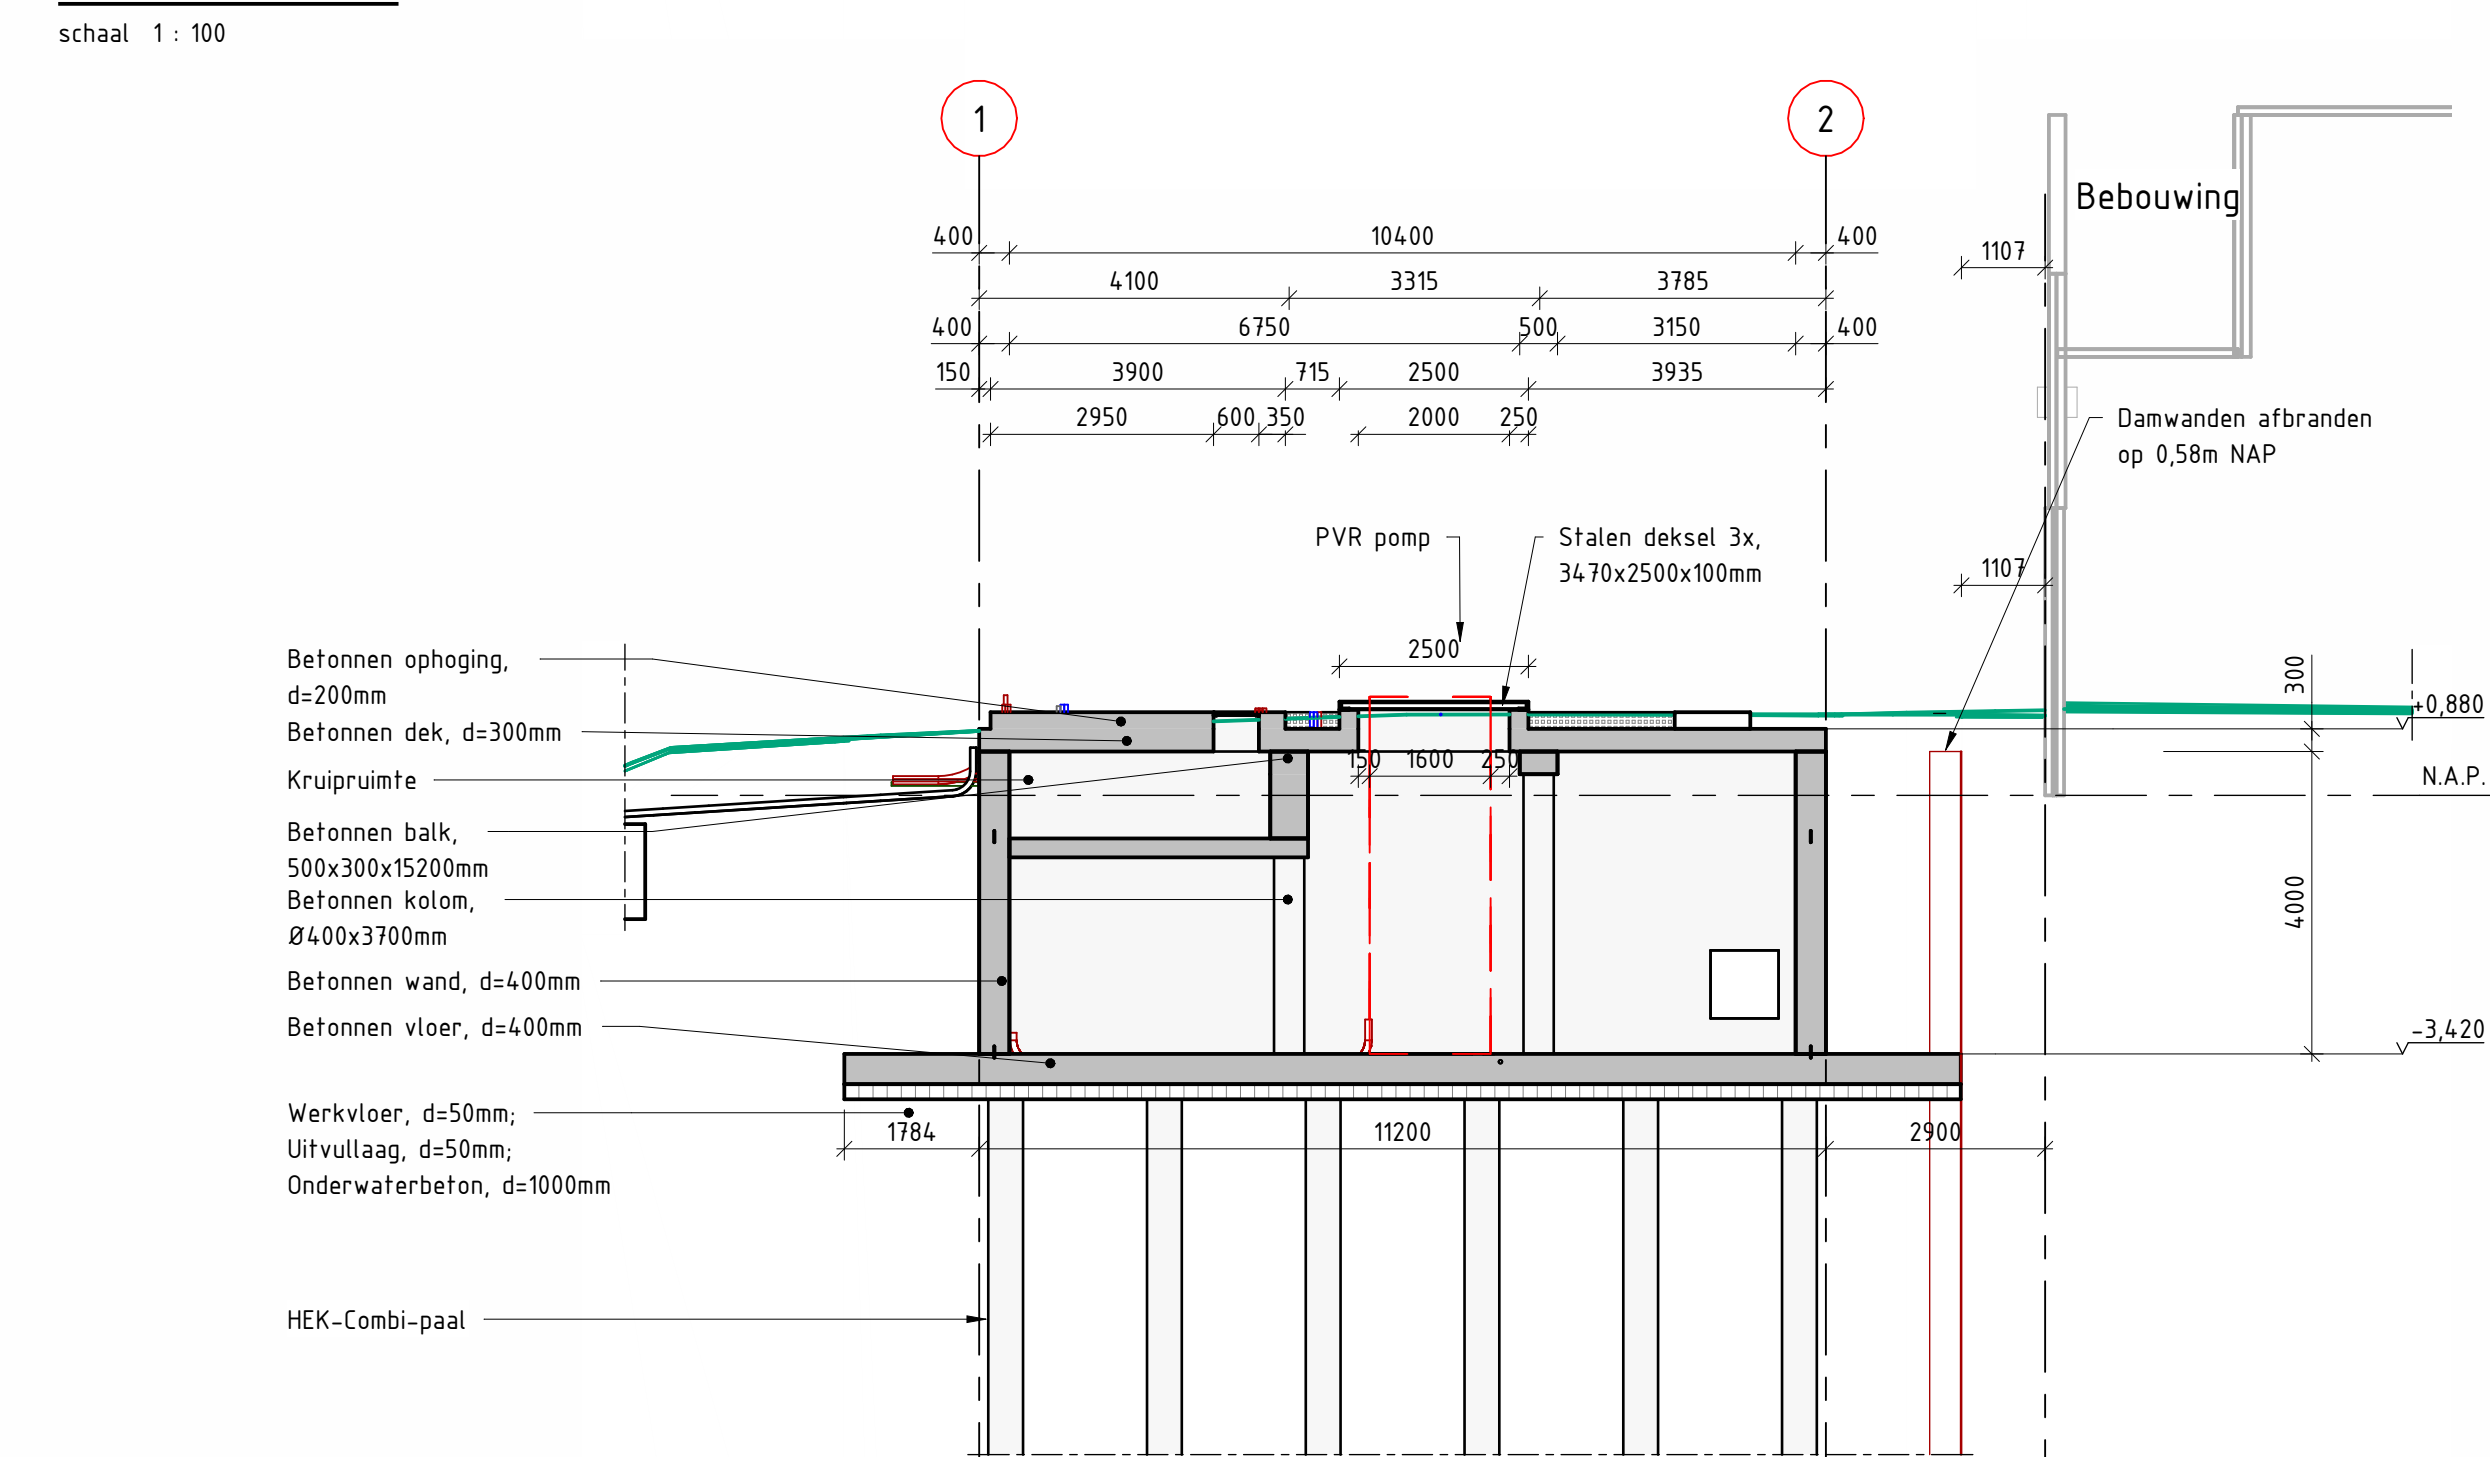 schaal 1 : 100
1
2
Bebouwing
400
10400
400
1107
4100
3315
3785
400
6750
500
3150
400
150
3900
715
2500
3935
2950
600
350
2000
250
Damwanden afbranden
op 0,58m NAP
PVR pomp
Stalen deksel 3x,
3470x2500x100mm
1107
2500
Betonnen ophoging,
d=200mm
300
+0,880
Betonnen dek, d=300mm
150
1600
250
Kruipruimte
N.A.P.
Betonnen balk,
500x300x15200mm
Betonnen kolom,
Ø400x3700mm
4000
Betonnen wand, d=400mm
Betonnen vloer, d=400mm
-3,420
Werkvloer, d=50mm;
Uitvullaag, d=50mm;
Onderwaterbeton, d=1000mm
1784
11200
2900
HEK-Combi-paal